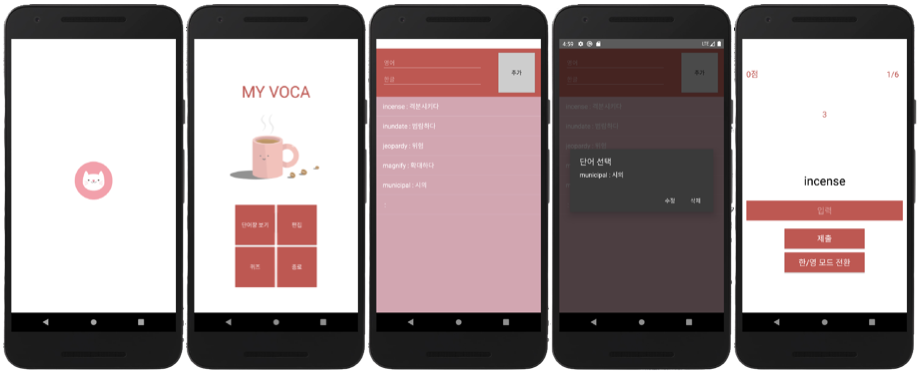 MY VOCA
단어장 보기
편집
퀴즈
종료
영어
한글
추가
incense : 격분시키다
inundate : 범람하다
jeopardy : 위험
magnify : 확대하다
municipal : 시의
:
4:59
LTE
영어
한글
추가
incense : 격분시키다
inundate : 범람하다
jeopardy : 위험
단어 선택
municipal : 시의
수정
삭제
0점
1/6
3
incense
입력
제출
한/영 모드 전환